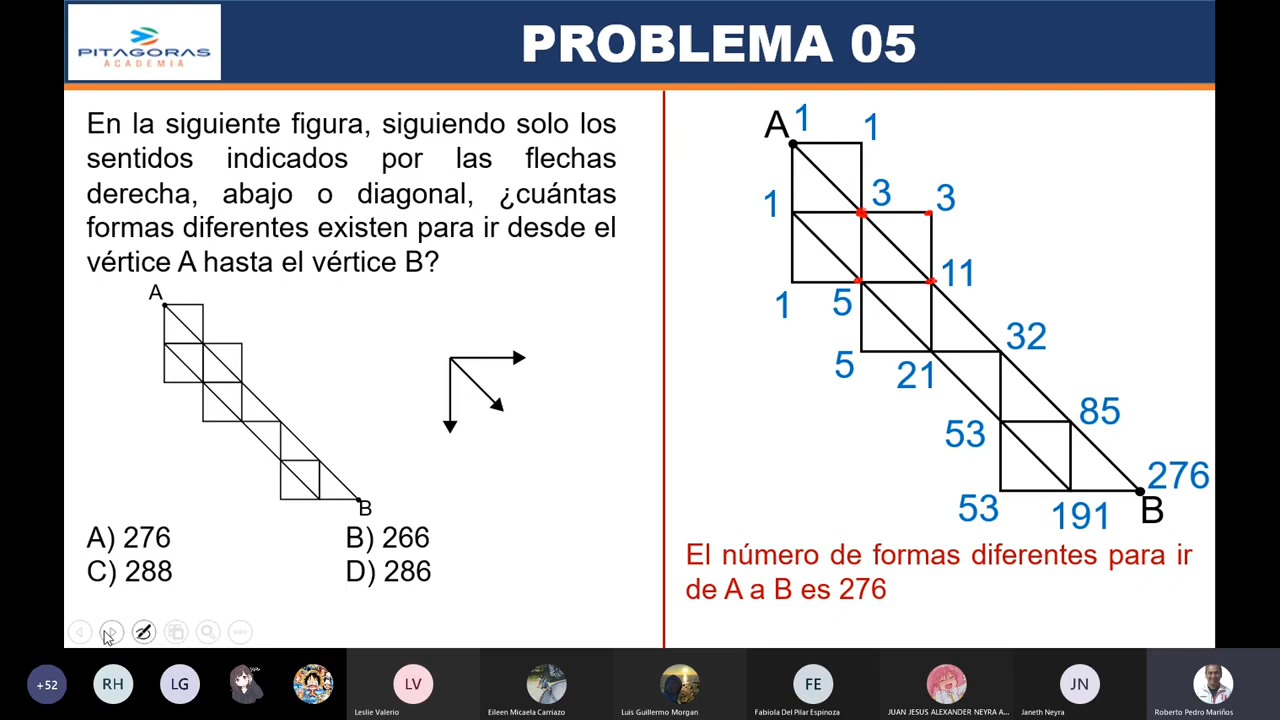 PITAGORAS
ACADEMIA
PROBLEMA 05
En la siguiente figura, siguiendo solo los
sentidos indicados por las flechas
derecha, abajo o diagonal, ¿cuántas
formas diferentes existen para ir desde el
vértice A hasta el vértice B?
A
B
A) 276
B) 266
C) 288
D) 286
A
1
1
1
3
3
1
5
11
5
21
32
53
85
53
191
276
B
El número de formas diferentes para ir
de A a B es 276
+52
RH
LG
LV
FE
JN
Leslie Valerio
Eileen Micaela Carriazo
Luis Guillermo Morgan
Fabiola Del Pilar Espinoza
JUAN JESUS ALEXANDER NEYRA A...
Janeth Neyra
Roberto Pedro Mariños